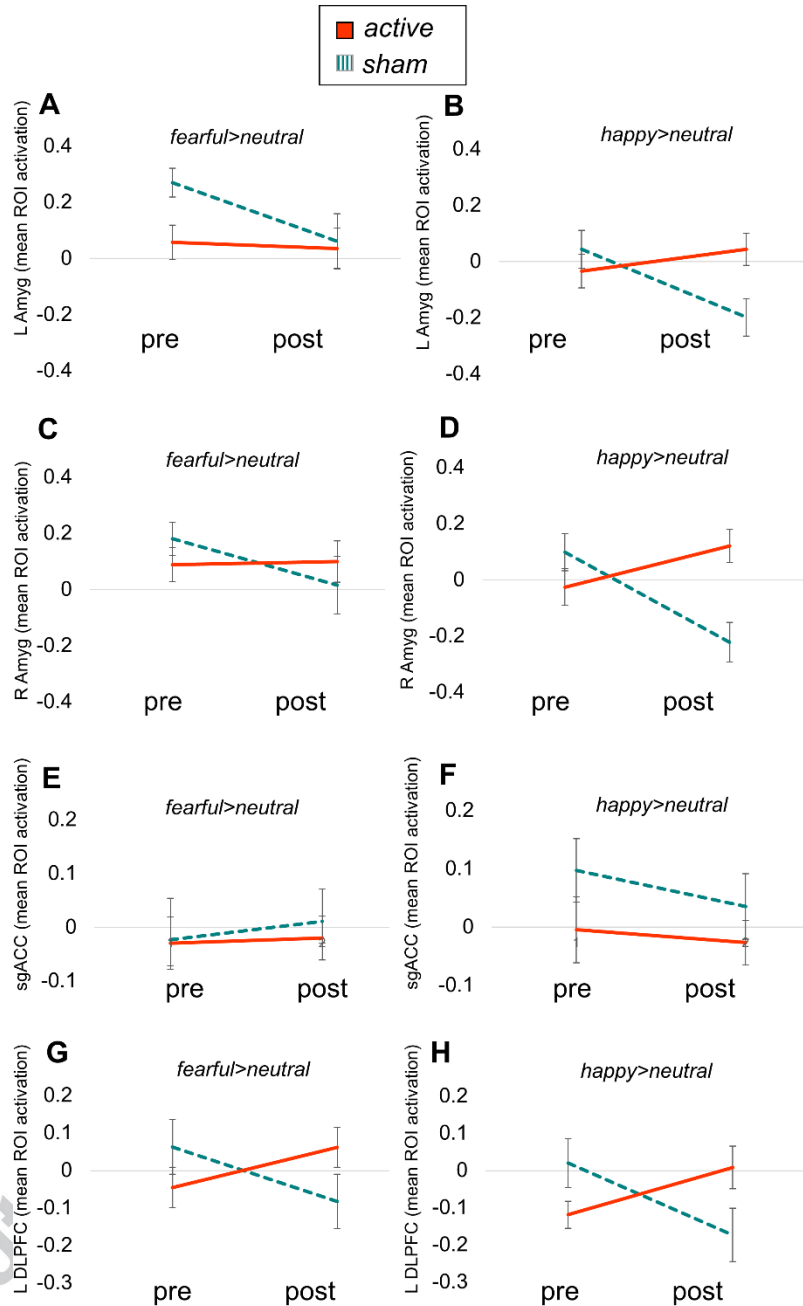 active
sham
A
fearful>neutral
L Amyg (mean ROI activation)
0.4
0.2
0
-0.2
-0.4
pre post
B
happy>neutral
L Amyg (mean ROI activation)
0.4
0.2
0
-0.2
-0.4
pre post
C
fearful>neutral
R Amyg (mean ROI activation)
0.4
0.2
0
-0.2
-0.4
pre post
D
happy>neutral
R Amyg (mean ROI activation)
0.4
0.2
0
-0.2
-0.4
pre post
E
fearful>neutral
sgACC (mean ROI activation)
0.2
0.1
0
-0.1
pre post
F
happy>neutral
sgACC (mean ROI activation)
0.2
0.1
0
-0.1
pre post
G
fearful>neutral
L DLPFC (mean ROI activation)
0.2
0.1
0
-0.1
-0.2
-0.3
pre post
H
happy>neutral
L DLPFC (mean ROI activation)
0.2
0.1
0
-0.1
-0.2
-0.3
pre post